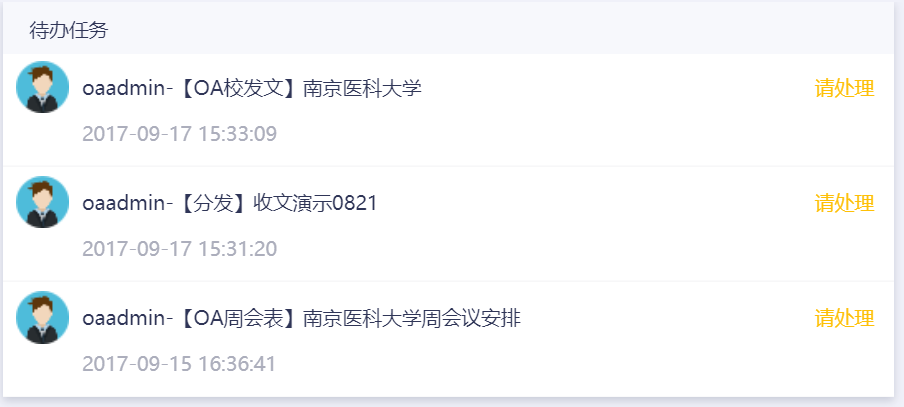 待办任务
oaadmin-【OA校发文】南京医科大学 请处理
2017-09-17 15:33:09
oaadmin-【分发】收文演示0821 请处理
2017-09-17 15:31:20
oaadmin-【OA周会表】南京医科大学周会议安排 请处理
2017-09-15 16:36:41